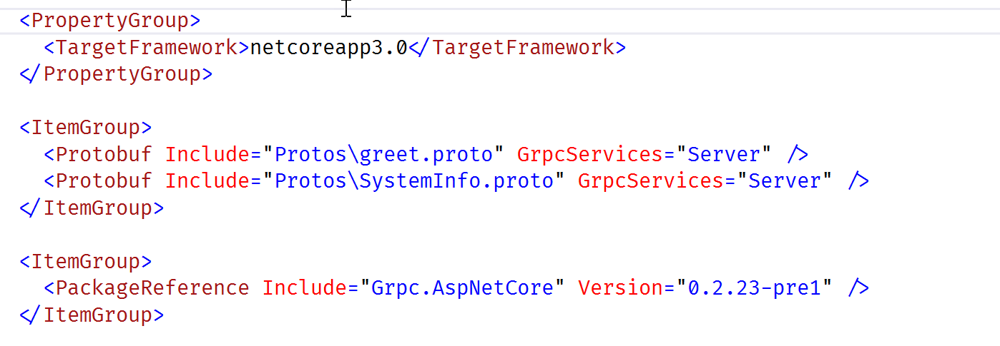 <PropertyGroup>
  <TargetFramework>netcoreapp3.0</TargetFramework>
</PropertyGroup>

<ItemGroup>
  <Protobuf Include="Protos\greet.proto" GrpcServices="Server" />
  <Protobuf Include="Protos\SystemInfo.proto" GrpcServices="Server" />
</ItemGroup>

<ItemGroup>
  <PackageReference Include="Grpc.AspNetCore" Version="0.2.23-pre1" />
</ItemGroup>